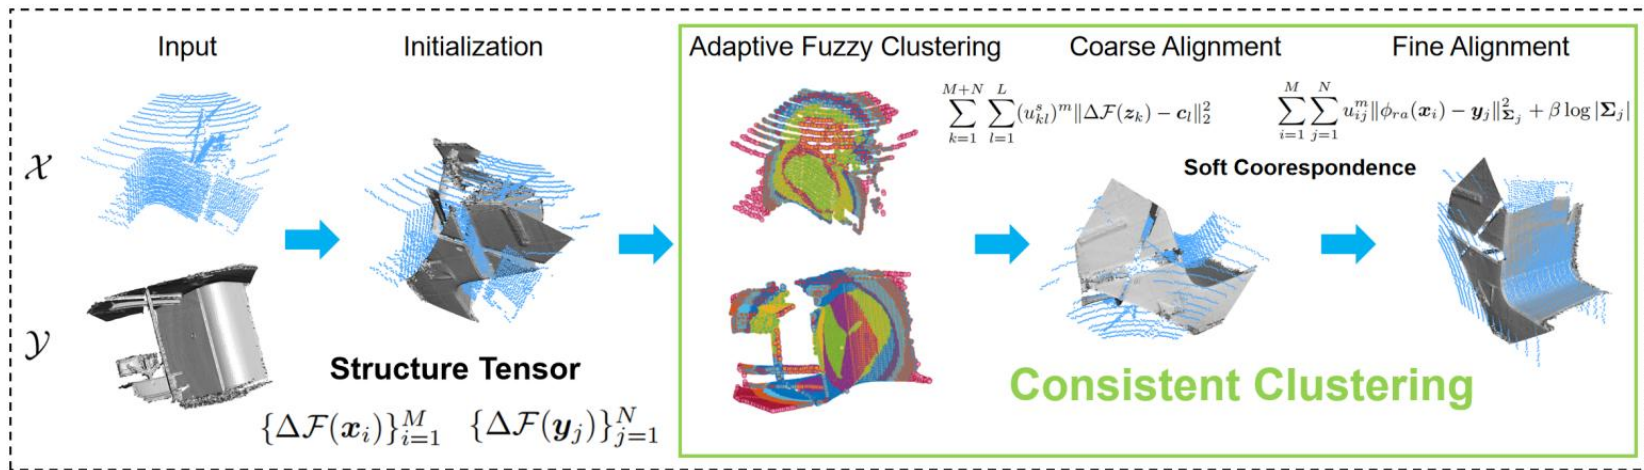 Input
Initialization
Adaptive Fuzzy Clustering
Coarse Alignment
Fine Alignment
$\sum_{k=1}^{M+N} \sum_{l=1}^{L} (u_{kl}^{s})^{m} \| \Delta \mathcal{F}(\boldsymbol{z}_k) - \boldsymbol{c}_l \|_2^2$
$\sum_{i=1}^{M} \sum_{j=1}^{N} u_{ij}^{m} \| \phi_{ra}(\boldsymbol{x}_i) - \boldsymbol{y}_j \|_{\boldsymbol{\Sigma}_j}^2 + \beta \log |\boldsymbol{\Sigma}_j|$
$\mathcal{X}$
Soft Coorespondence
$\mathcal{Y}$
Structure Tensor
Consistent Clustering
$\{\Delta \mathcal{F}(\boldsymbol{x}_i)\}_{i=1}^{M}$ $\{\Delta \mathcal{F}(\boldsymbol{y}_j)\}_{j=1}^{N}$